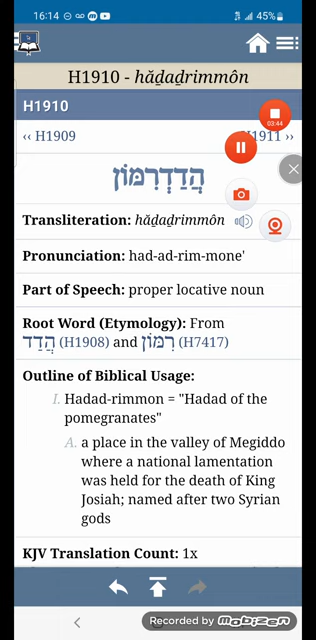 16:14 45%
H1910 - hăḏaḏrimmôn
H1910
03:44
‹‹ H1909 H1911 ››
הֲדַדְרִמּוֹן
Transliteration: hăḏaḏrimmôn
Pronunciation: had-ad-rim-mone'
Part of Speech: proper locative noun
Root Word (Etymology): From
הֲדַד (H1908) and רִמּוֹן (H7417)
Outline of Biblical Usage:
I. Hadad-rimmon = "Hadad of the
pomegranates"
A. a place in the valley of Megiddo
where a national lamentation
was held for the death of King
Josiah; named after two Syrian
gods
KJV Translation Count: 1x
Recorded by Mobizen